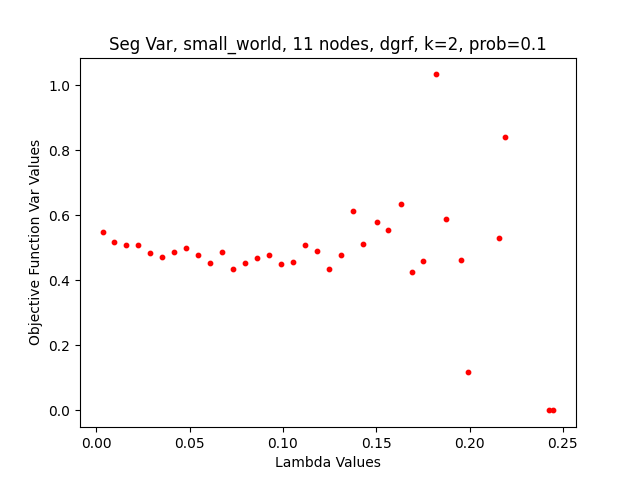 Seg Var, small_world, 11 nodes, dgrf, k=2, prob=0.1
Objective Function Var Values
1.0
0.8
0.6
0.4
0.2
0.0
0.00 0.05 0.10 0.15 0.20 0.25
Lambda Values